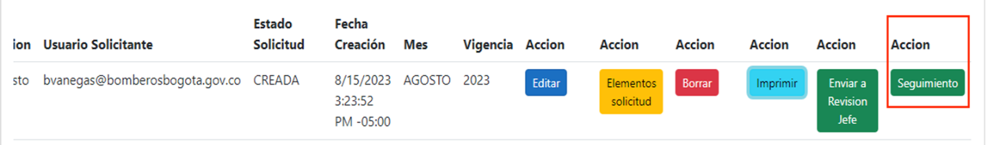 Estado
Fecha
ion Usuario Solicitante Solicitud Creación Mes Vigencia Accion Accion Accion Accion Accion Accion
sto bvanegas@bomberosbogota.gov.co CREADA 8/15/2023 AGOSTO 2023 Editar Elementos Borrar Imprimir Enviar a Seguimiento
3:23:52 solicitud Revision
PM -05:00 Jefe